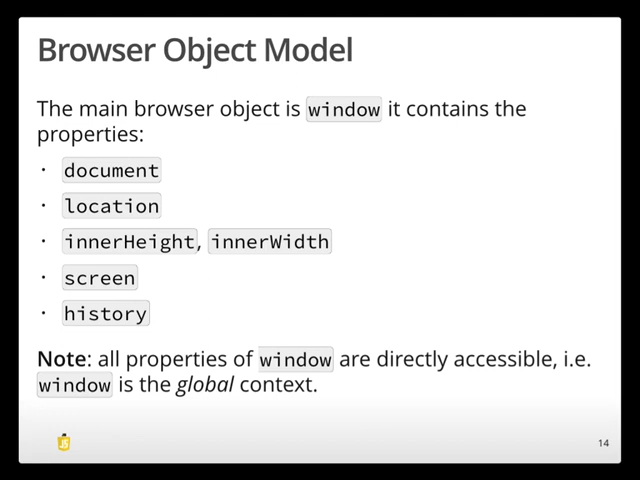 Browser Object Model
The main browser object is window it contains the
properties:
· document
· location
· innerHeight, innerWidth
· screen
· history
Note: all properties of window are directly accessible, i.e.
window is the global context.
JS
14